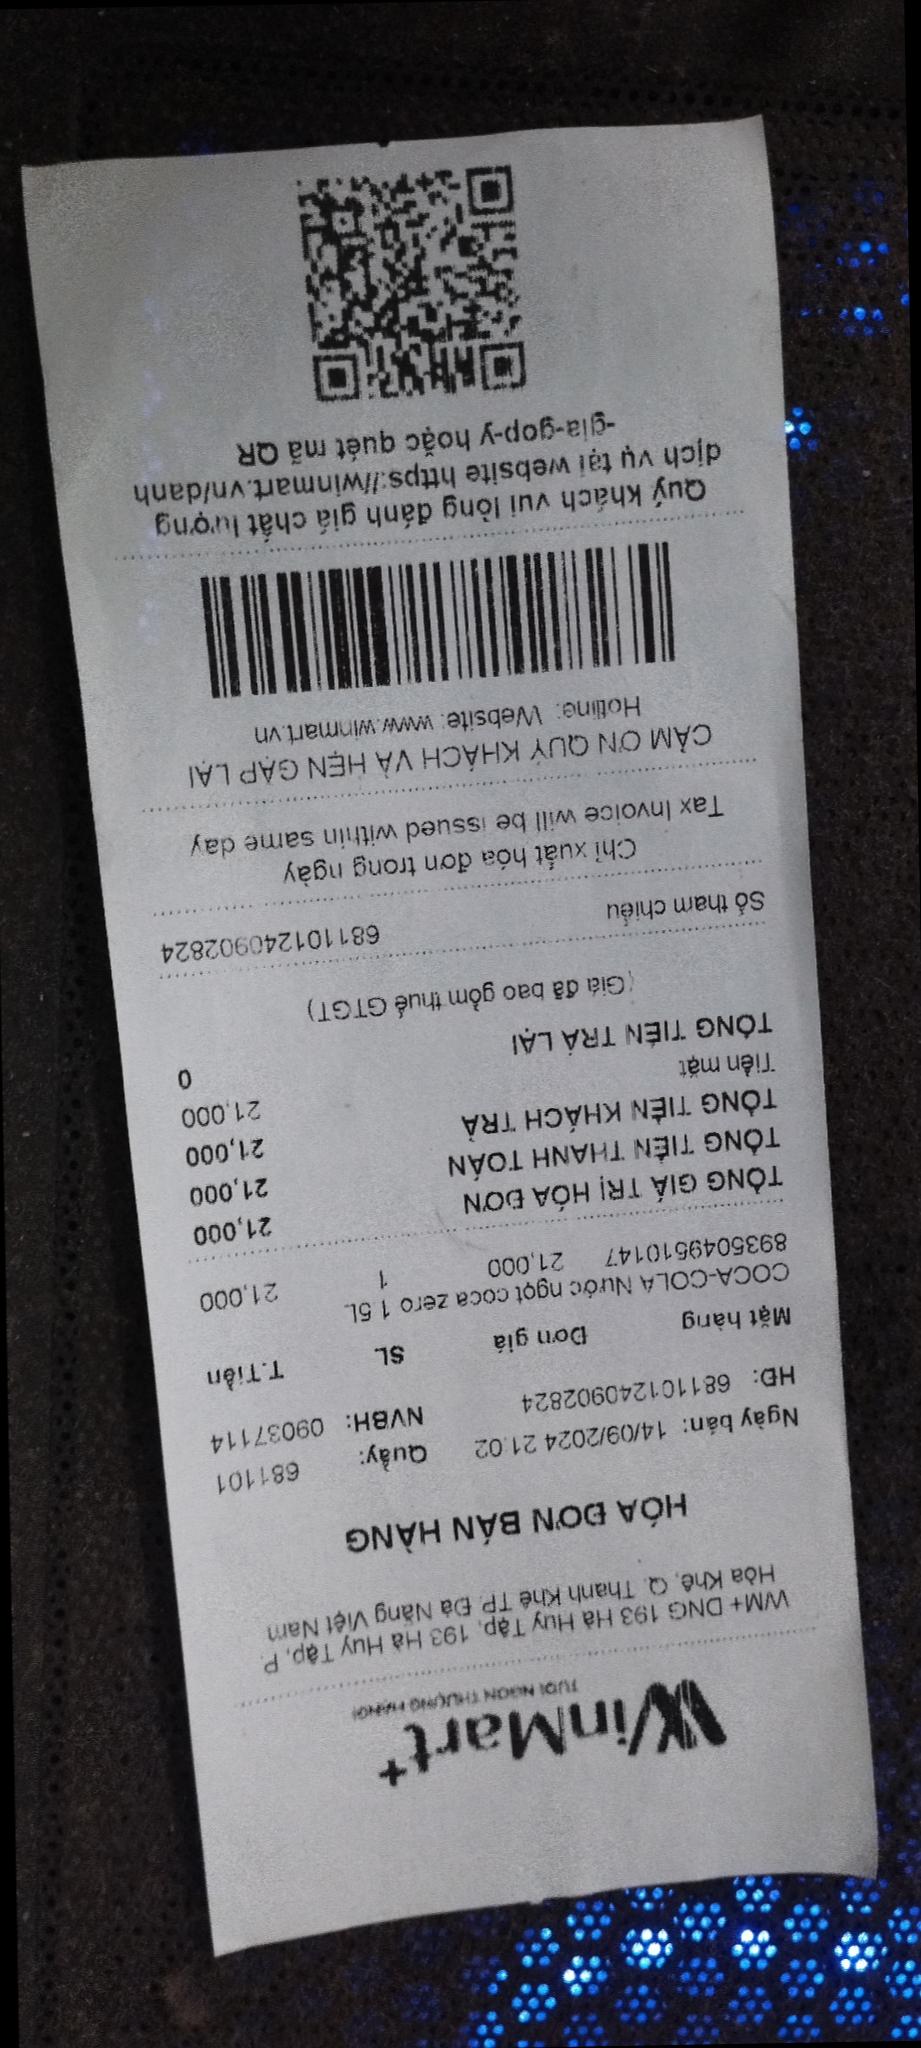 WinMart+
TƯƠI NGON THƯỢNG HẠNG!
WM+ DNG 193 Hà Huy Tập, 193 Hà Huy Tập, P.
Hòa Khê, Q. Thanh Khê TP. Đà Nẵng Việt Nam
HÓA ĐƠN BÁN HÀNG
Ngày bán: 14/09/2024 21:02 Quầy: 681101
HĐ: 681101240902824 NVBH: 09037114
Mặt hàng Đơn giá SL T.Tiền
COCA-COLA Nước ngọt coca zero 1.5L
8935049510147 21,000 1 21,000
TỔNG GIÁ TRỊ HÓA ĐƠN 21,000
TỔNG TIỀN THANH TOÁN 21,000
TỔNG TIỀN KHÁCH TRẢ 21,000
Tiền mặt 21,000
TỔNG TIỀN TRẢ LẠI 0
(Giá đã bao gồm thuế GTGT)
Số tham chiếu 681101240902824
Chỉ xuất hóa đơn trong ngày
Tax Invoice will be issued within same day
CẢM ƠN QUÝ KHÁCH VÀ HẸN GẶP LẠI
Hotline: Website: www.winmart.vn
Quý khách vui lòng đánh giá chất lượng
dịch vụ tại website https://winmart.vn/danh
-gia-gop-y hoặc quét mã QR